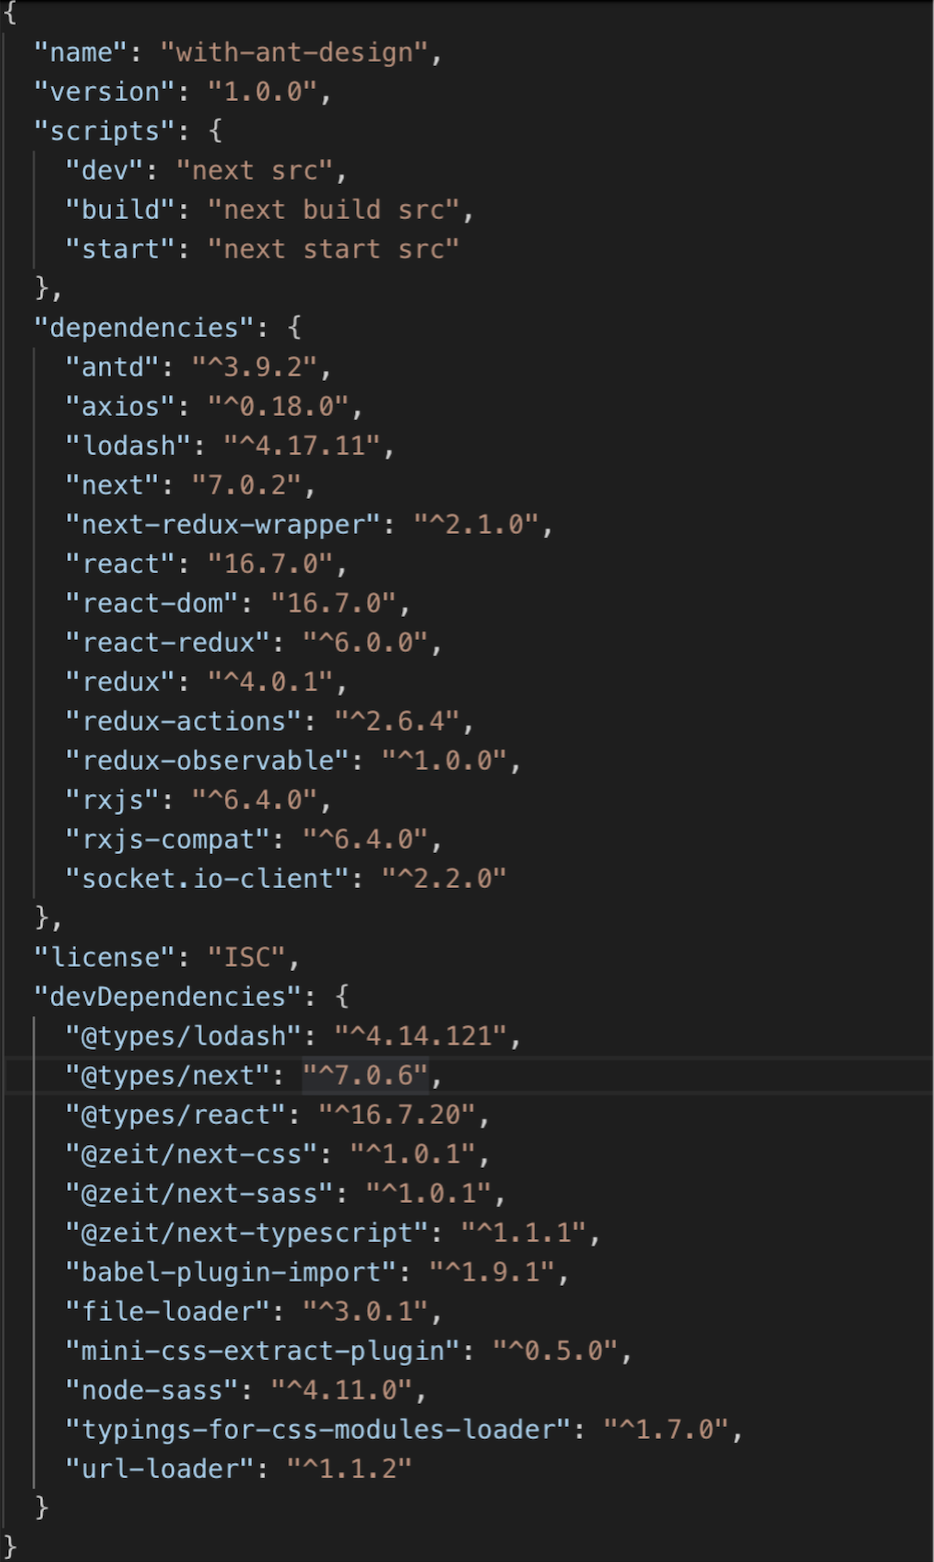 {
  "name": "with-ant-design",
  "version": "1.0.0",
  "scripts": {
    "dev": "next src",
    "build": "next build src",
    "start": "next start src"
  },
  "dependencies": {
    "antd": "^3.9.2",
    "axios": "^0.18.0",
    "lodash": "^4.17.11",
    "next": "7.0.2",
    "next-redux-wrapper": "^2.1.0",
    "react": "16.7.0",
    "react-dom": "16.7.0",
    "react-redux": "^6.0.0",
    "redux": "^4.0.1",
    "redux-actions": "^2.6.4",
    "redux-observable": "^1.0.0",
    "rxjs": "^6.4.0",
    "rxjs-compat": "^6.4.0",
    "socket.io-client": "^2.2.0"
  },
  "license": "ISC",
  "devDependencies": {
    "@types/lodash": "^4.14.121",
    "@types/next": "^7.0.6",
    "@types/react": "^16.7.20",
    "@zeit/next-css": "^1.0.1",
    "@zeit/next-sass": "^1.0.1",
    "@zeit/next-typescript": "^1.1.1",
    "babel-plugin-import": "^1.9.1",
    "file-loader": "^3.0.1",
    "mini-css-extract-plugin": "^0.5.0",
    "node-sass": "^4.11.0",
    "typings-for-css-modules-loader": "^1.7.0",
    "url-loader": "^1.1.2"
  }
}